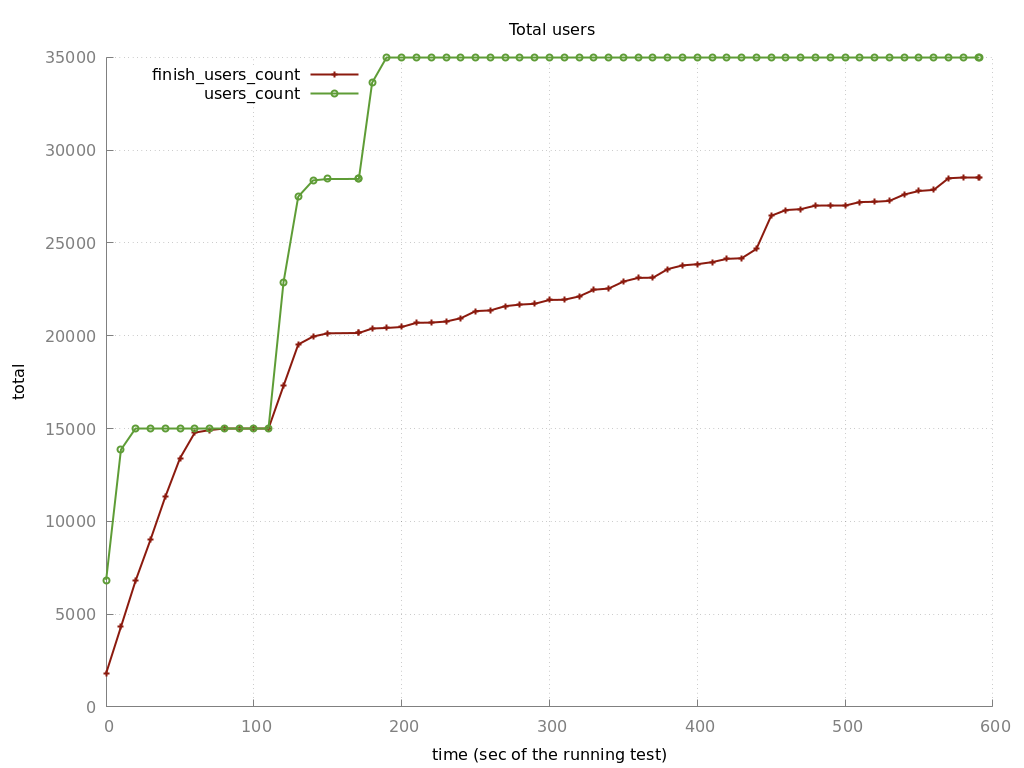 Total users
finish_users_count
users_count
35000
30000
25000
20000
15000
10000
5000
0
total
0 100 200 300 400 500 600
time (sec of the running test)